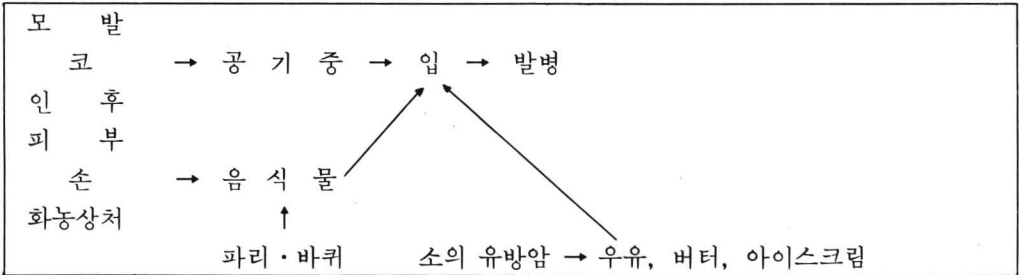 모 발
코 → 공 기 중 → 입 → 발병
인 후
피 부
손 → 음 식 물
화농상처
파리·바퀴 소의 유방암 → 우유, 버터, 아이스크림